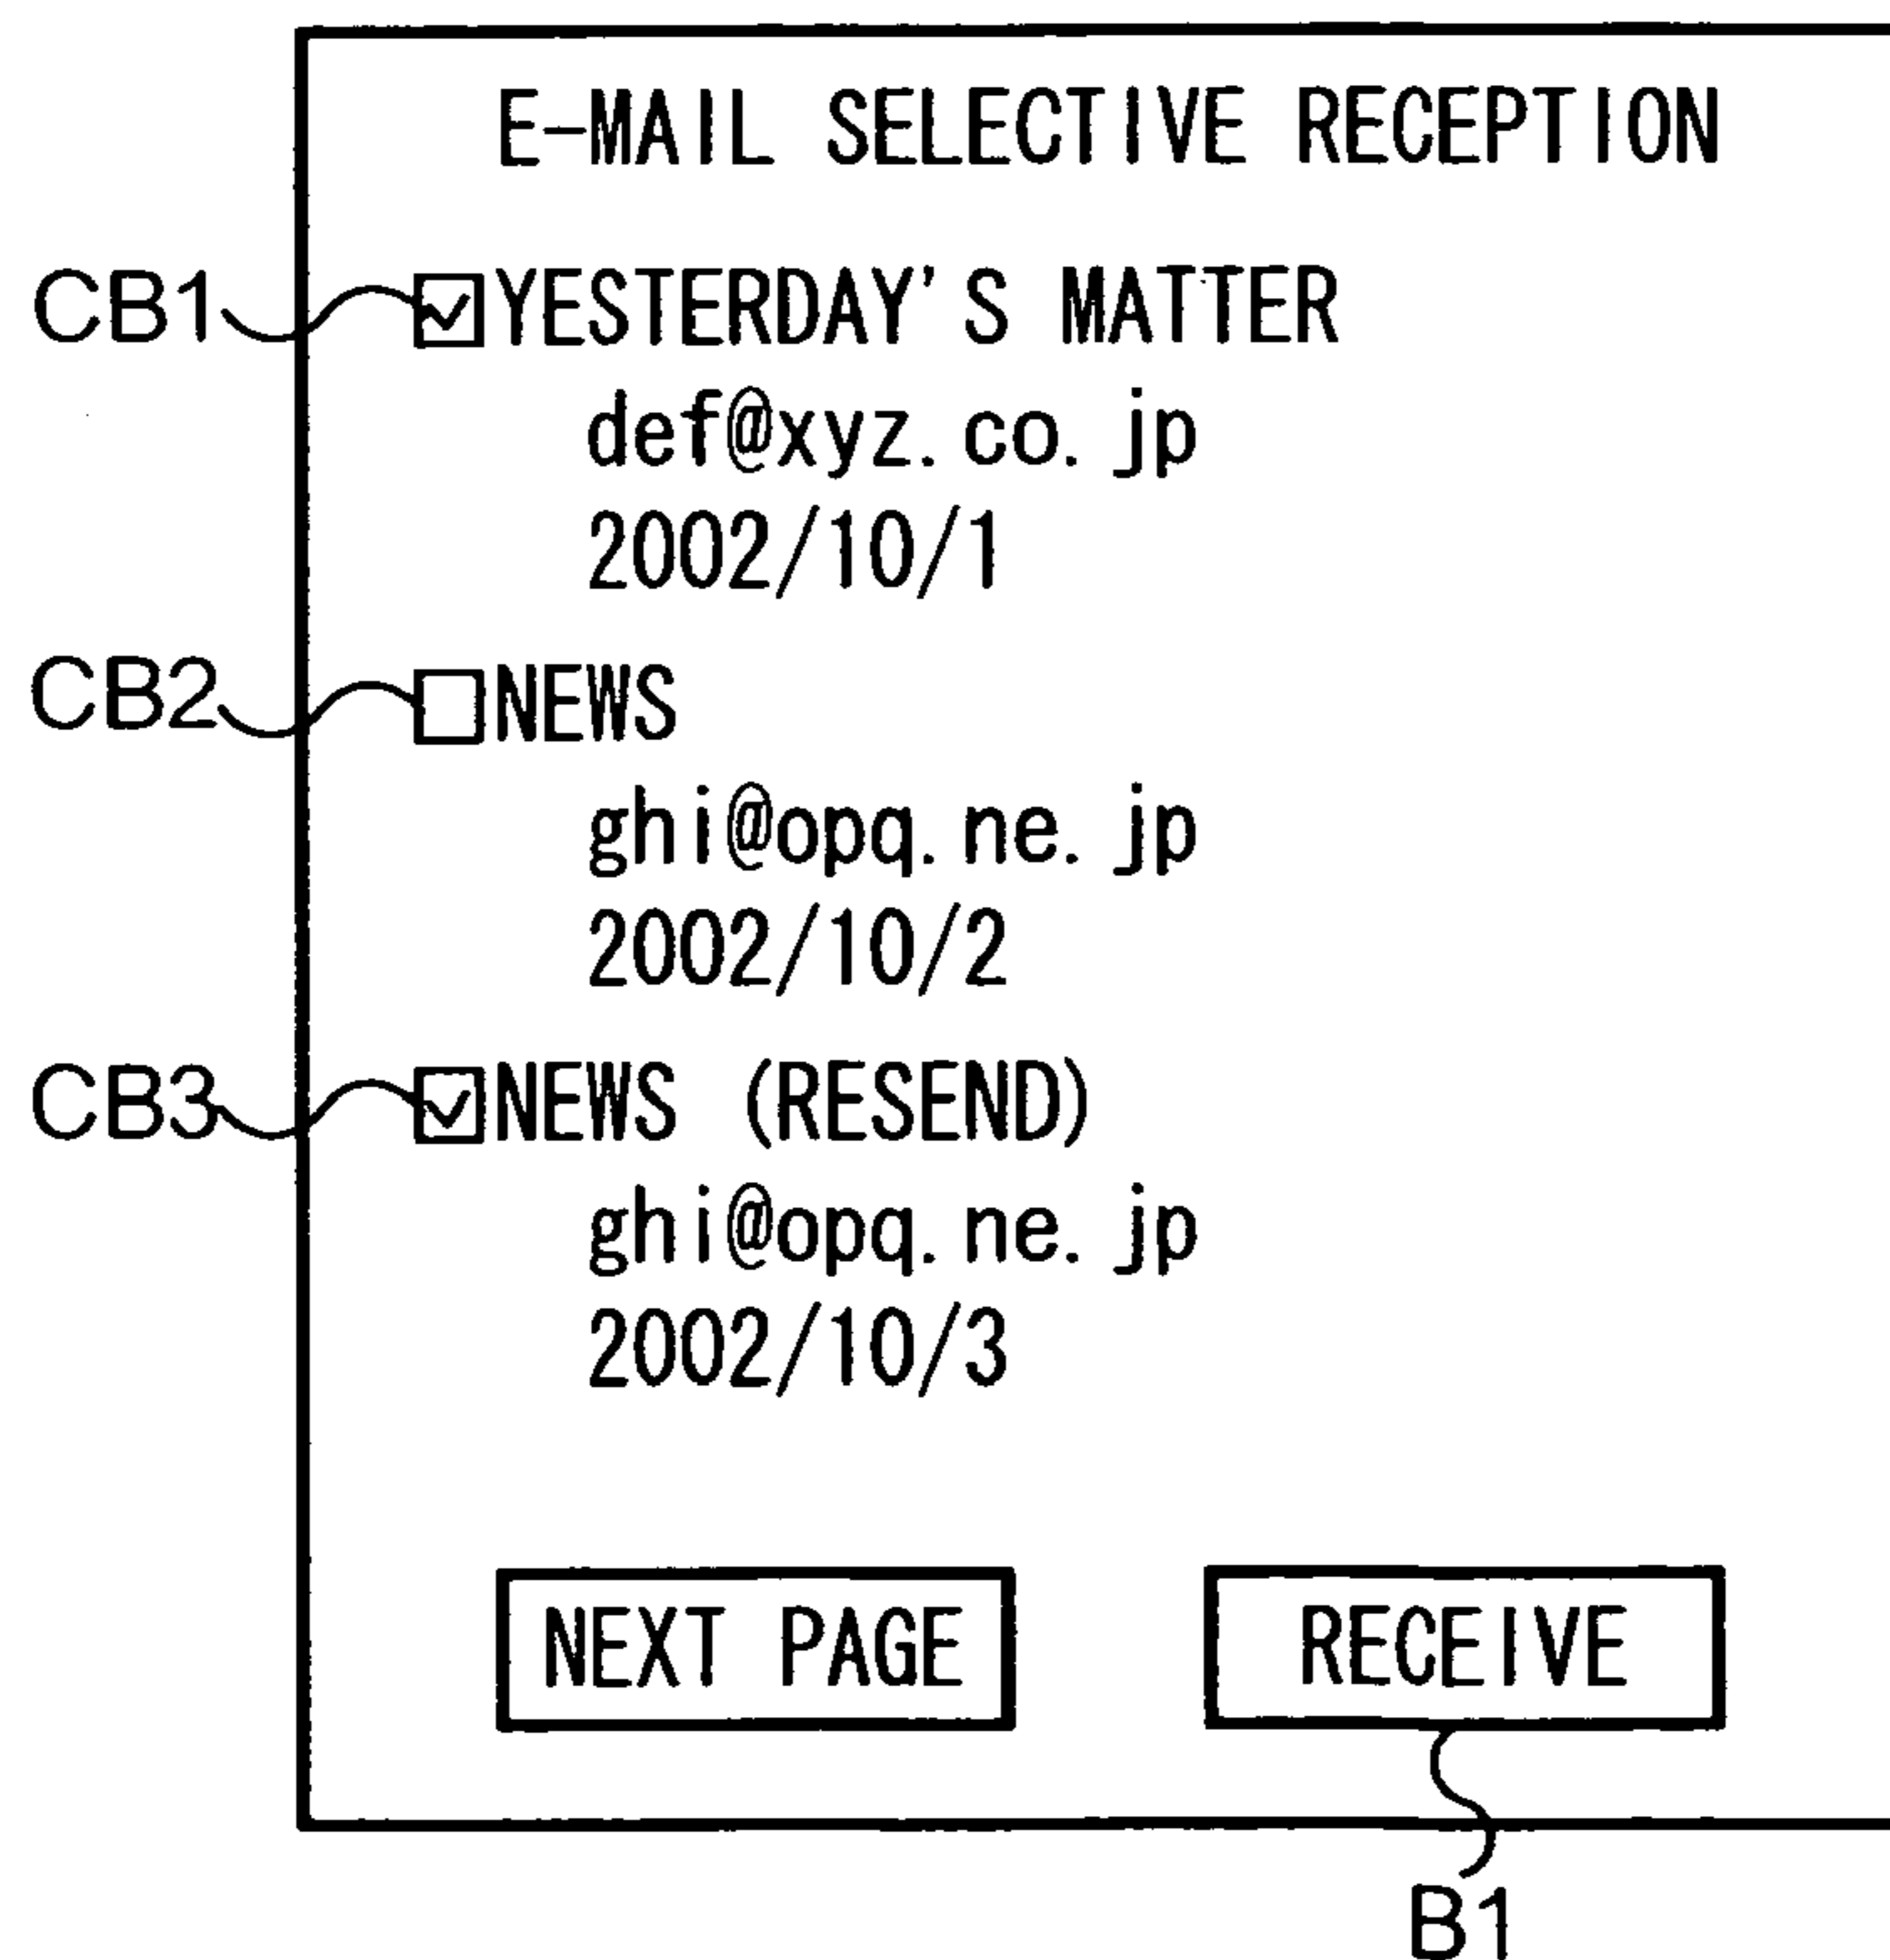 E-MAIL SELECTIVE RECEPTION
CB1 YESTERDAY'S MATTER
def@xyz.co.jp
2002/10/1
CB2 NEWS
ghi@opq.ne.jp
2002/10/2
CB3 NEWS (RESEND)
ghi@opq.ne.jp
2002/10/3
NEXT PAGE RECEIVE
B1